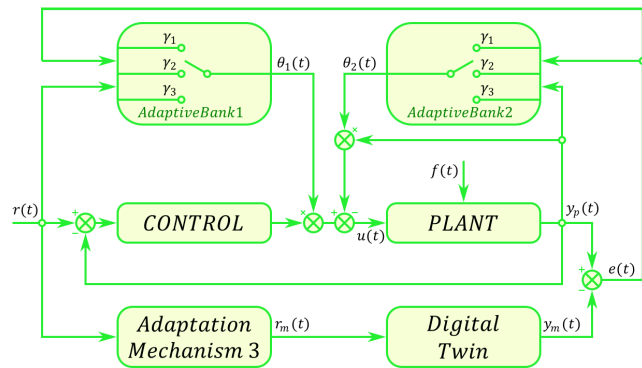 γ₁
γ₂
γ₃
AdaptiveBank1
θ₁(t)
θ₂(t)
γ₁
γ₂
γ₃
AdaptiveBank2
×
×
f(t)
r(t)
+
−
CONTROL
×
+
−
u(t)
PLANT
yₚ(t)
+
−
e(t)
Adaptation
Mechanism 3
rₘ(t)
Digital
Twin
yₘ(t)